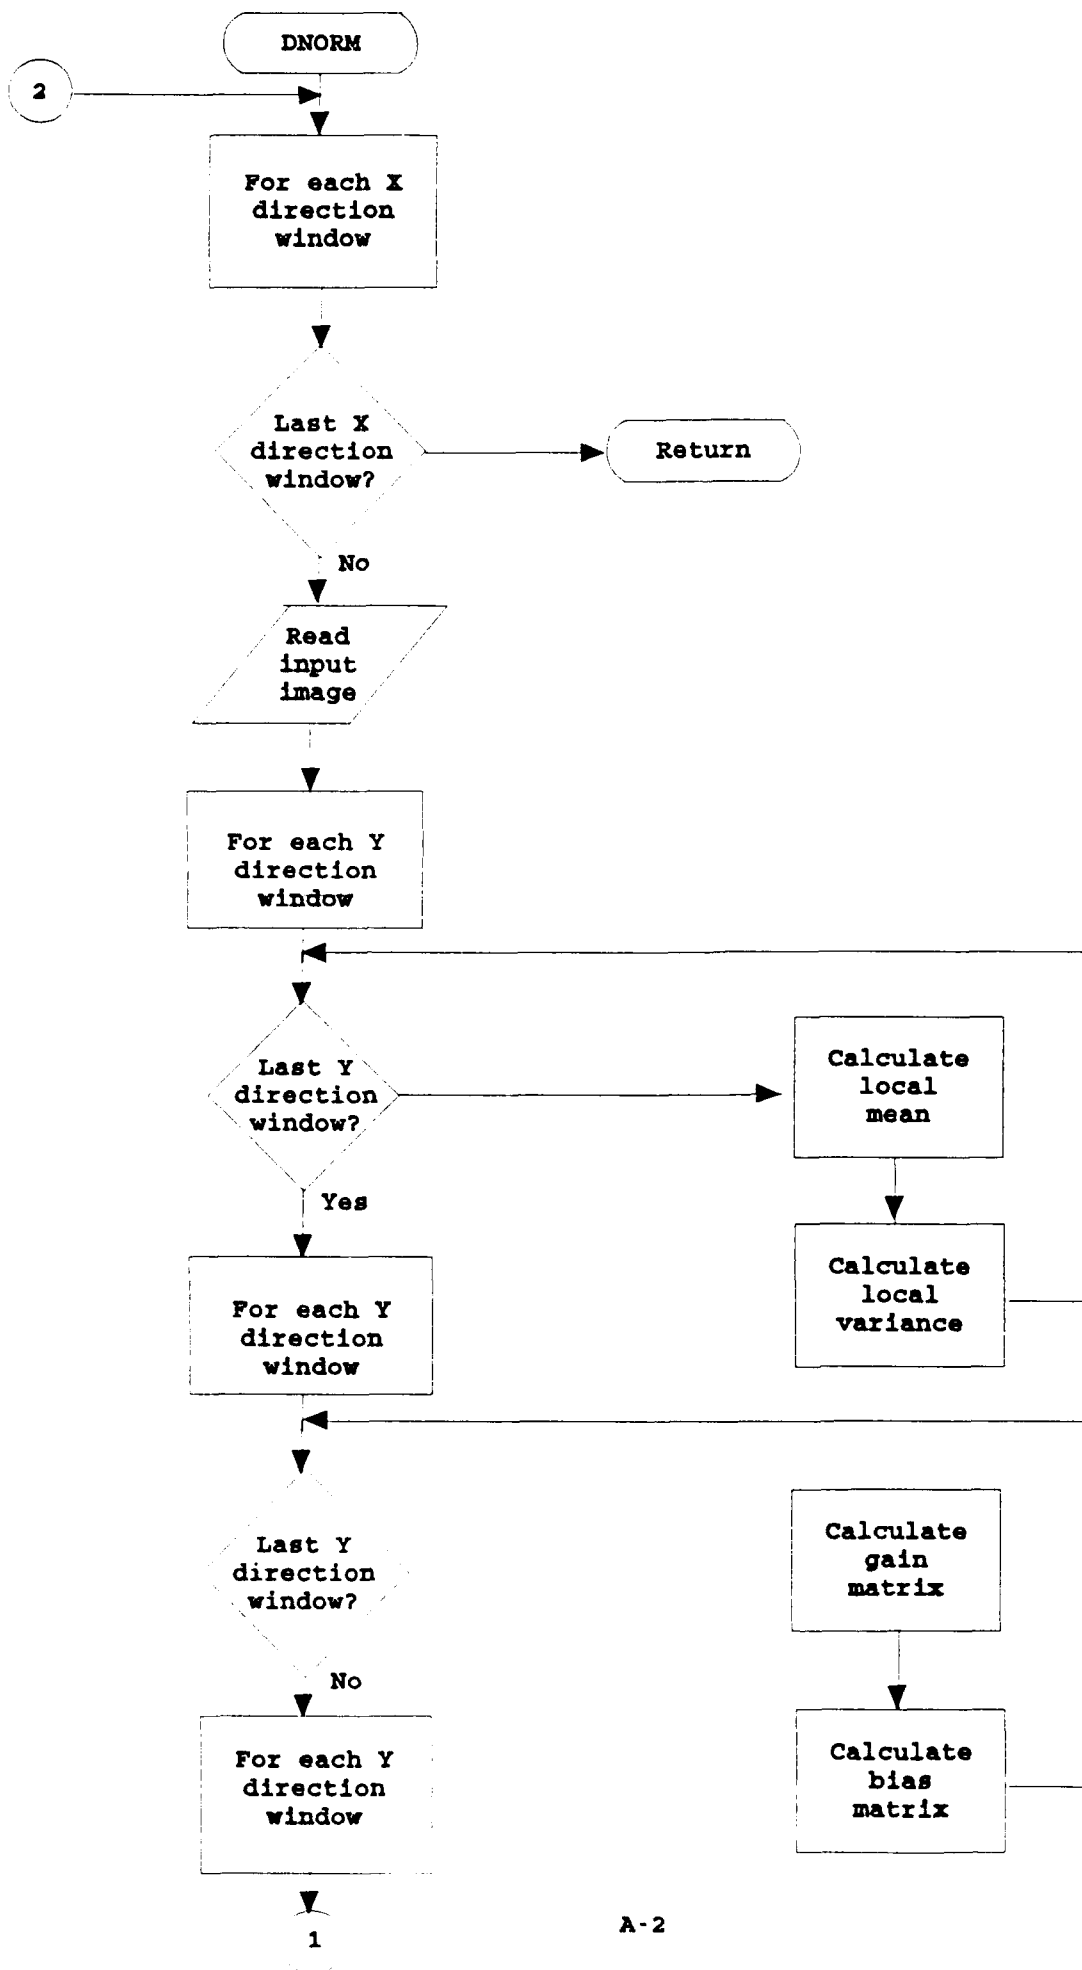 DNORM
2
For each X
direction
window
Last X
direction
window?
Return
No
Read
input
image
For each Y
direction
window
Last Y
direction
window?
Calculate
local
mean
Yes
Calculate
local
variance
For each Y
direction
window
Last Y
direction
window?
Calculate
gain
matrix
No
For each Y
direction
window
Calculate
bias
matrix
1
A-2